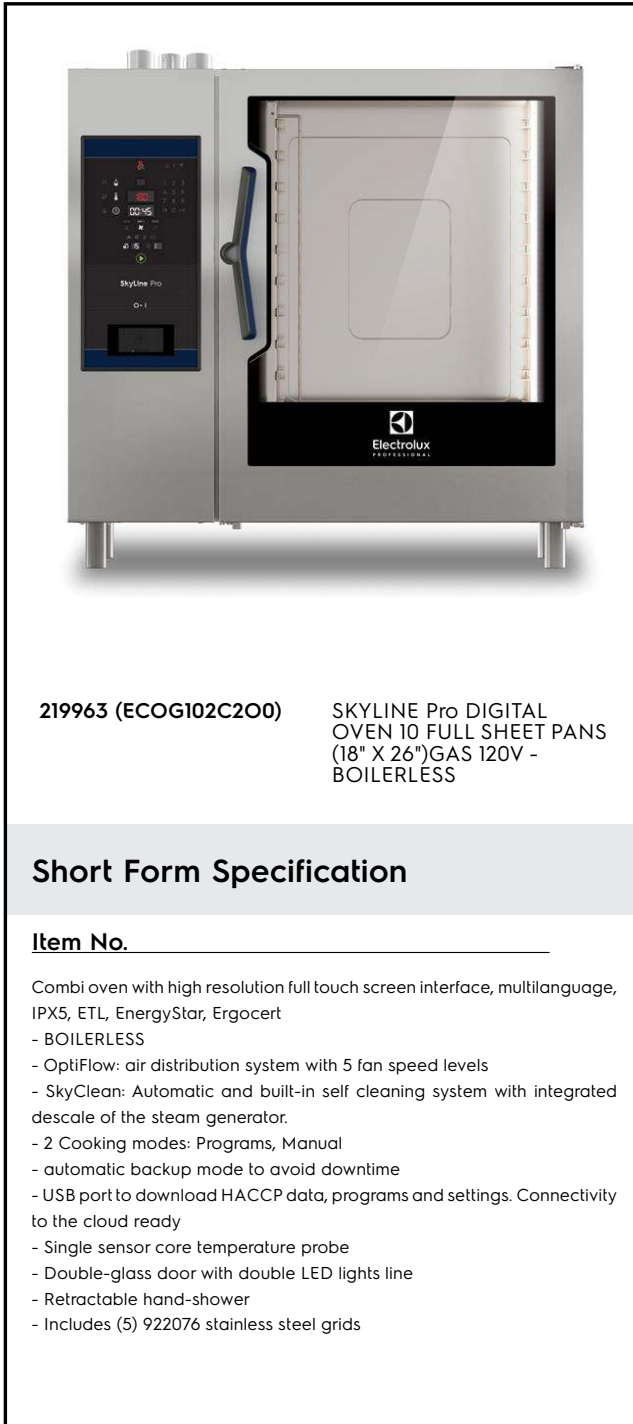 180
00:45
SkyLine Pro
Electrolux
PROFESSIONAL
219963 (ECOG102C2O0)
SKYLINE Pro DIGITAL
OVEN 10 FULL SHEET PANS
(18" X 26")GAS 120V -
BOILERLESS
Short Form Specification
Item No.
Combi oven with high resolution full touch screen interface, multilanguage,
IPX5, ETL, EnergyStar, Ergocert
- BOILERLESS
- OptiFlow: air distribution system with 5 fan speed levels
- SkyClean: Automatic and built-in self cleaning system with integrated
descale of the steam generator.
- 2 Cooking modes: Programs, Manual
- automatic backup mode to avoid downtime
- USB port to download HACCP data, programs and settings. Connectivity
to the cloud ready
- Single sensor core temperature probe
- Double-glass door with double LED lights line
- Retractable hand-shower
- Includes (5) 922076 stainless steel grids